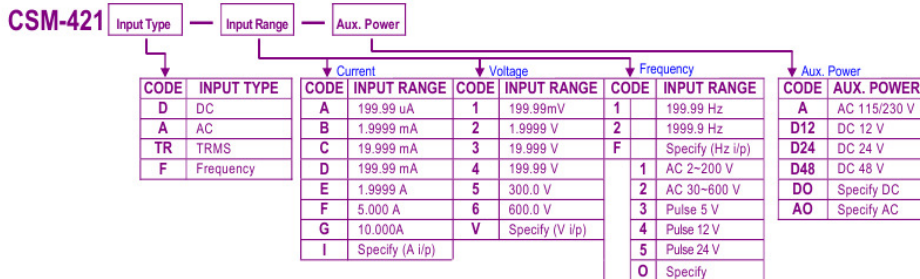 CSM-421 Input Type — Input Range — Aux. Power
Current Voltage Frequency Aux. Power
CODE INPUT TYPE CODE INPUT RANGE CODE INPUT RANGE CODE INPUT RANGE CODE AUX. POWER
D DC A 199.99 uA 1 199.99mV 1 199.99 Hz A AC 115/230 V
A AC B 1.9999 mA 2 1.9999 V 2 1999.9 Hz D12 DC 12 V
TR TRMS C 19.999 mA 3 19.999 V F Specify (Hz i/p) D24 DC 24 V
F Frequency D 199.99 mA 4 199.99 V 1 AC 2~200 V D48 DC 48 V
E 1.9999 A 5 300.0 V 2 AC 30~600 V DO Specify DC
F 5.000 A 6 600.0 V 3 Pulse 5 V AO Specify AC
G 10.000A V Specify (V i/p) 4 Pulse 12 V
I Specify (A i/p) 5 Pulse 24 V
O Specify